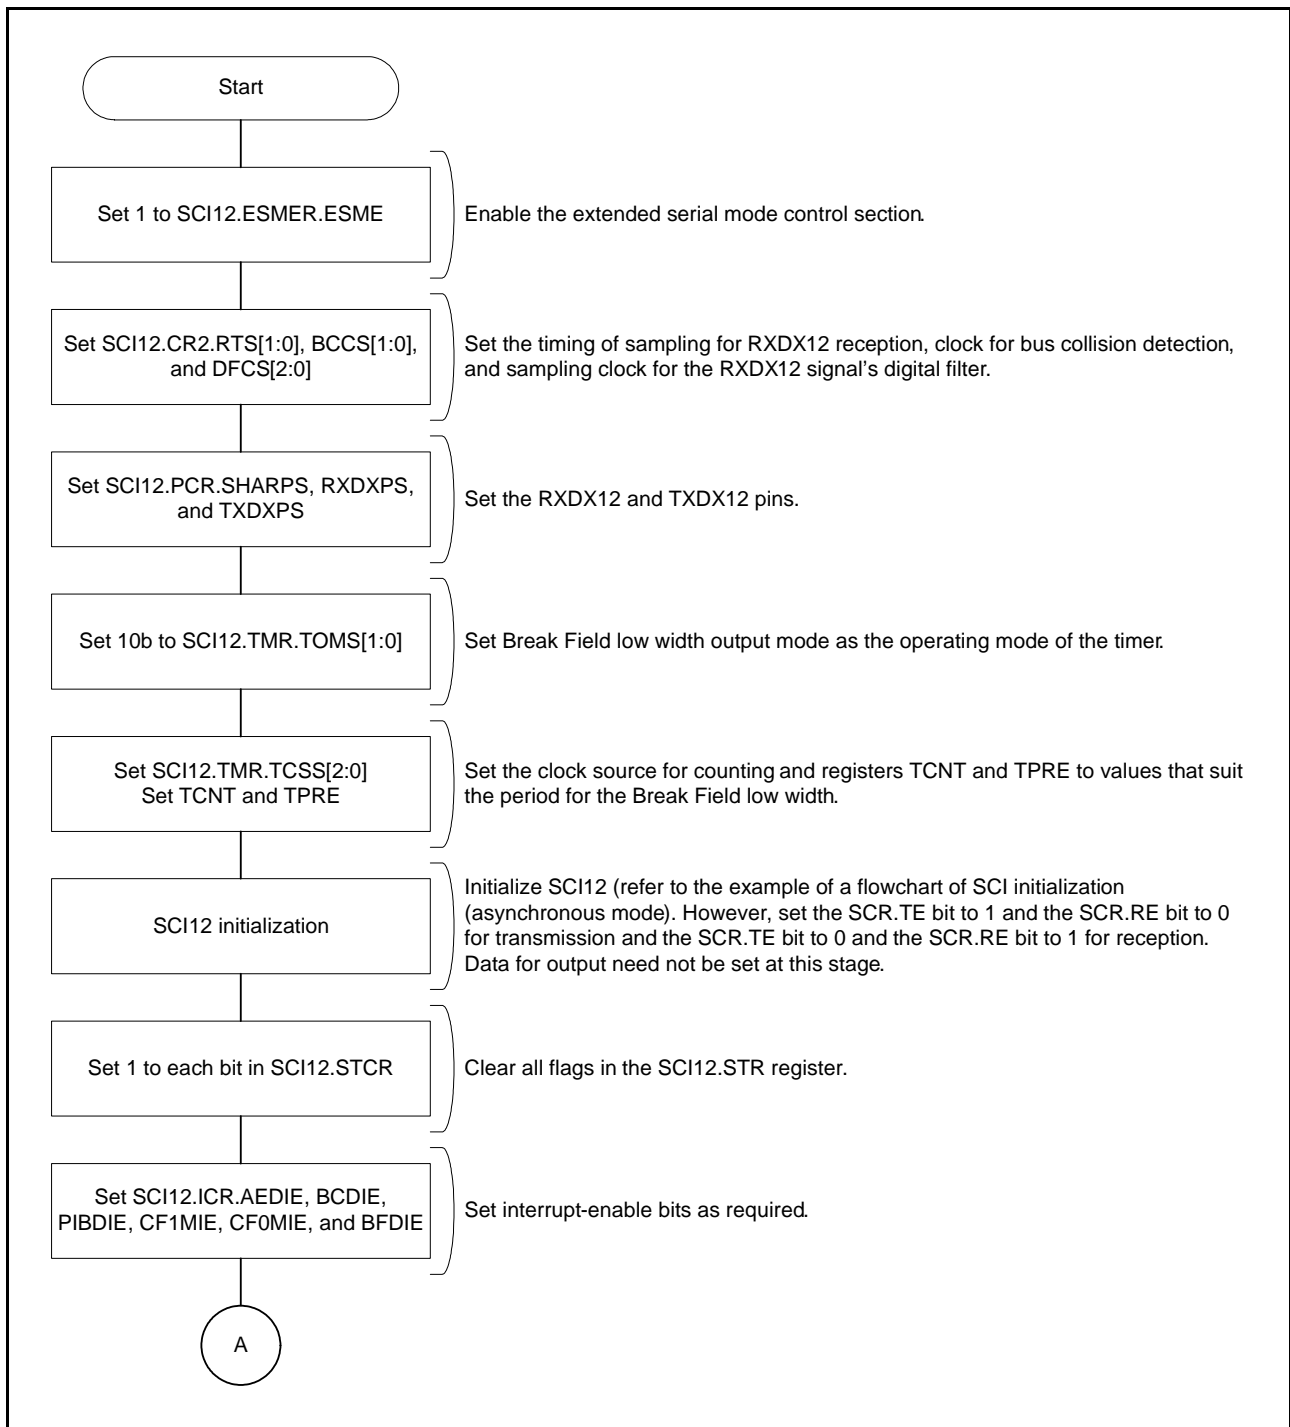 Start
Set 1 to SCI12.ESMER.ESME
Enable the extended serial mode control section.
Set SCI12.CR2.RTS[1:0], BCCS[1:0],
and DFCS[2:0]
Set the timing of sampling for RXDX12 reception, clock for bus collision detection,
and sampling clock for the RXDX12 signal's digital filter.
Set SCI12.PCR.SHARPS, RXDXPS,
and TXDXPS
Set the RXDX12 and TXDX12 pins.
Set 10b to SCI12.TMR.TOMS[1:0]
Set Break Field low width output mode as the operating mode of the timer.
Set SCI12.TMR.TCSS[2:0]
Set TCNT and TPRE
Set the clock source for counting and registers TCNT and TPRE to values that suit
the period for the Break Field low width.
SCI12 initialization
Initialize SCI12 (refer to the example of a flowchart of SCI initialization
(asynchronous mode). However, set the SCR.TE bit to 1 and the SCR.RE bit to 0
for transmission and the SCR.TE bit to 0 and the SCR.RE bit to 1 for reception.
Data for output need not be set at this stage.
Set 1 to each bit in SCI12.STCR
Clear all flags in the SCI12.STR register.
Set SCI12.ICR.AEDIE, BCDIE,
PIBDIE, CF1MIE, CF0MIE, and BFDIE
Set interrupt-enable bits as required.
A